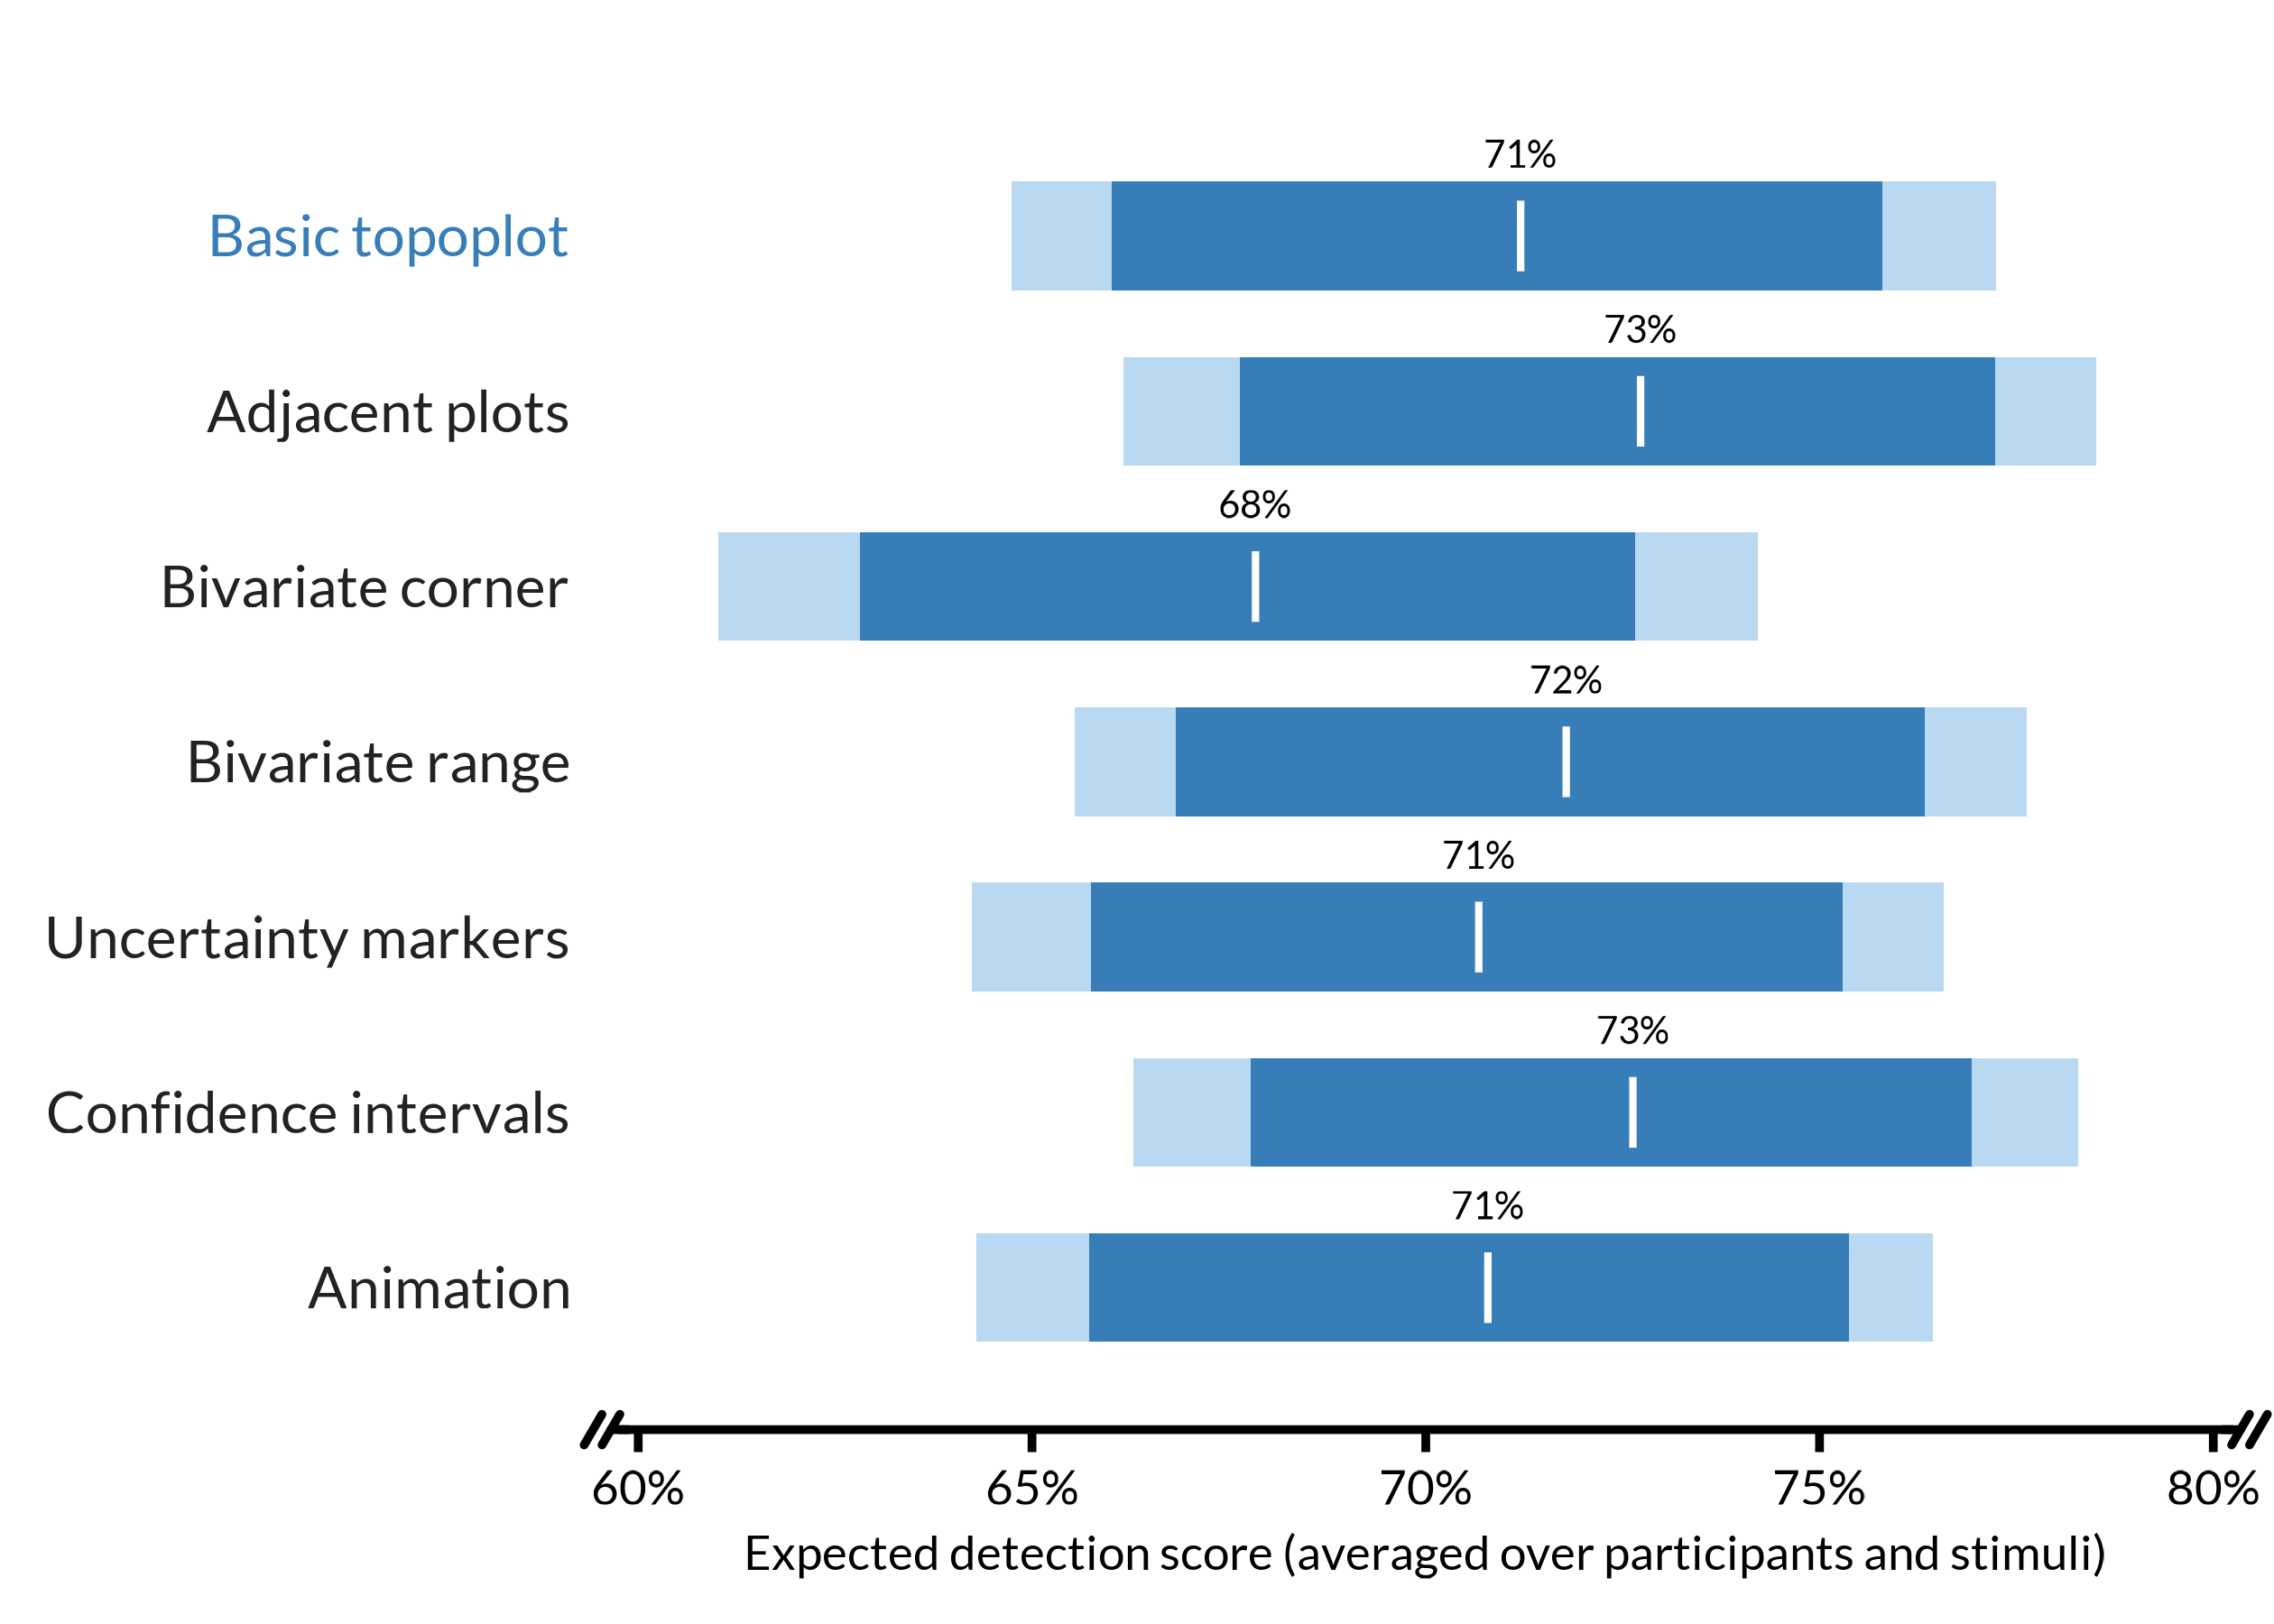 71%
Basic topoplot
73%
Adjacent plots
68%
Bivariate corner
72%
Bivariate range
71%
Uncertainty markers
73%
Confidence intervals
71%
Animation
60% 65% 70% 75% 80%
Expected detection score (averaged over participants and stimuli)